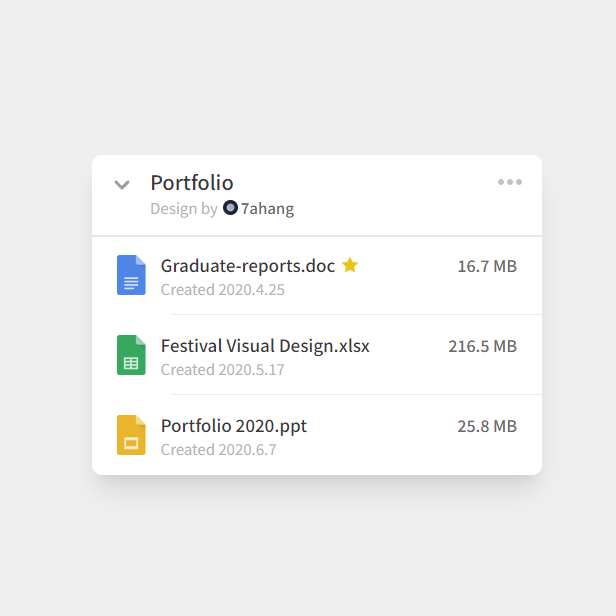 Portfolio
Design by 7ahang
Graduate-reports.doc 16.7 MB
Created 2020.4.25
Festival Visual Design.xlsx 216.5 MB
Created 2020.5.17
Portfolio 2020.ppt 25.8 MB
Created 2020.6.7